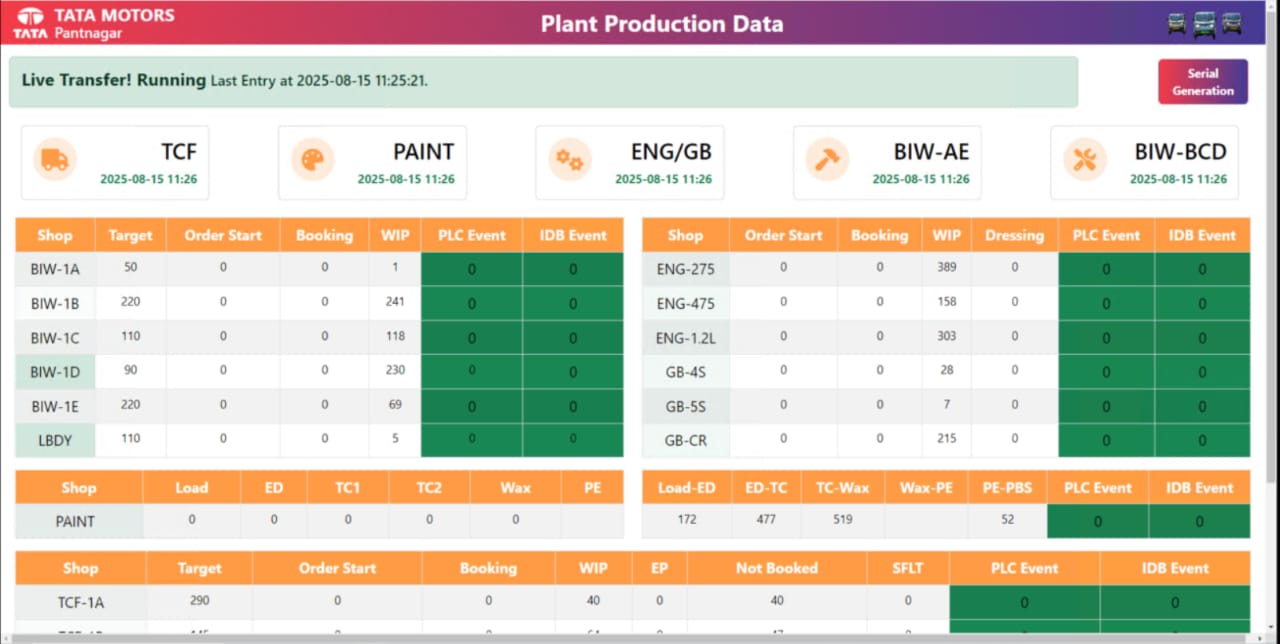 TATA MOTORS
TATA Pantnagar
Plant Production Data
Live Transfer! Running Last Entry at 2025-08-15 11:25:21.
Serial
Generation
TCF
2025-08-15 11:26
PAINT
2025-08-15 11:26
ENG/GB
2025-08-15 11:26
BIW-AE
2025-08-15 11:26
BIW-BCD
2025-08-15 11:26
Shop Target Order Start Booking WIP PLC Event IDB Event
BIW-1A 50 0 0 1 0 0
BIW-1B 220 0 0 241 0 0
BIW-1C 110 0 0 118 0 0
BIW-1D 90 0 0 230 0 0
BIW-1E 220 0 0 69 0 0
LBDY 110 0 0 5 0 0
Shop Order Start Booking WIP Dressing PLC Event IDB Event
ENG-275 0 0 389 0 0 0
ENG-475 0 0 158 0 0 0
ENG-1.2L 0 0 303 0 0 0
GB-4S 0 0 28 0 0 0
GB-5S 0 0 7 0 0 0
GB-CR 0 0 215 0 0 0
Shop Load ED TC1 TC2 Wax PE
PAINT 0 0 0 0 0
Load-ED ED-TC TC-Wax Wax-PE PE-PBS PLC Event IDB Event
172 477 519 52 0 0
Shop Target Order Start Booking WIP EP Not Booked SFLT PLC Event IDB Event
TCF-1A 290 0 0 40 0 40 0 0 0